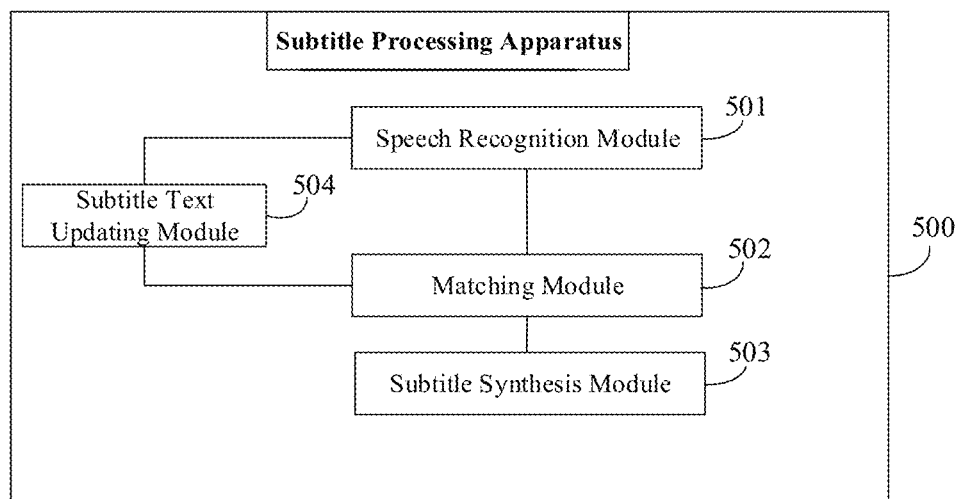 Subtitle Processing Apparatus
501
Speech Recognition Module
504
Subtitle Text
Updating Module
500
502
Matching Module
503
Subtitle Synthesis Module